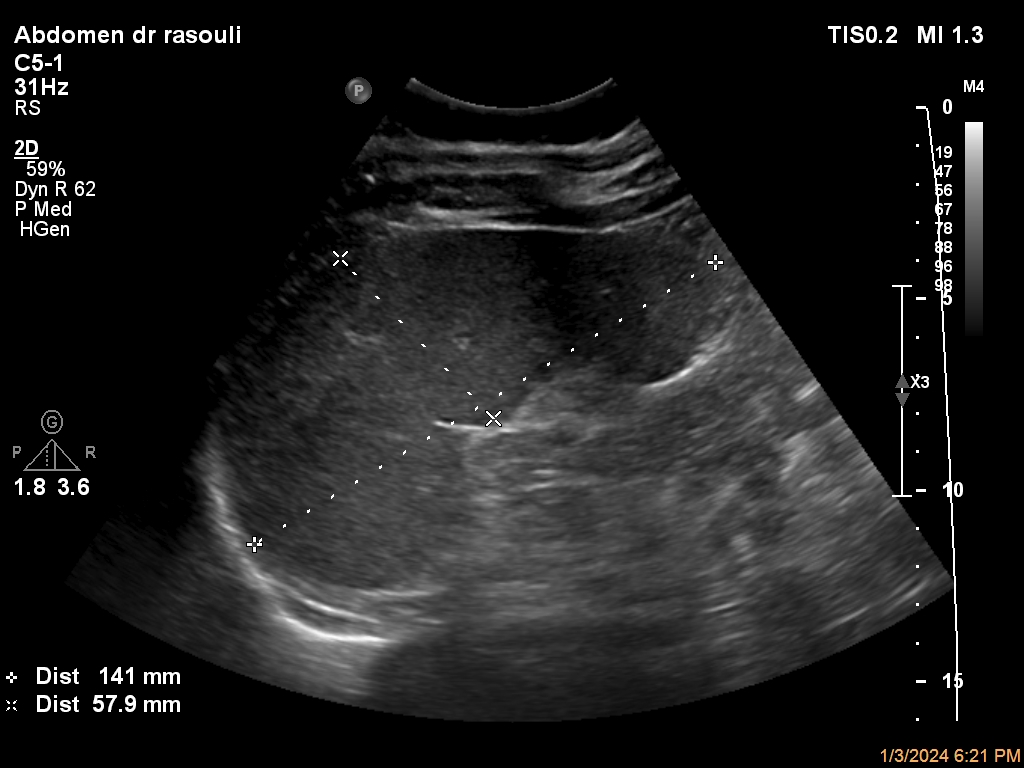 Abdomen dr rasouli
TIS0.2 MI 1.3
C5-1
31Hz
RS
2D
59%
Dyn R 62
P Med
HGen
P
M4
0
19
47
56
67
78
88
96
98
5
X3
10
15
G
P R
1.8 3.6
Dist 141 mm
Dist 57.9 mm
1/3/2024 6:21 PM